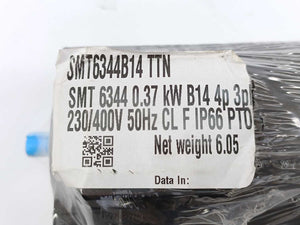 SMT6344B14 TTN
SMT 6344 0.37 kW B14 4p 3p
230/400V 50Hz CL F IP66 PTO
Net weight 6.05
Data In: